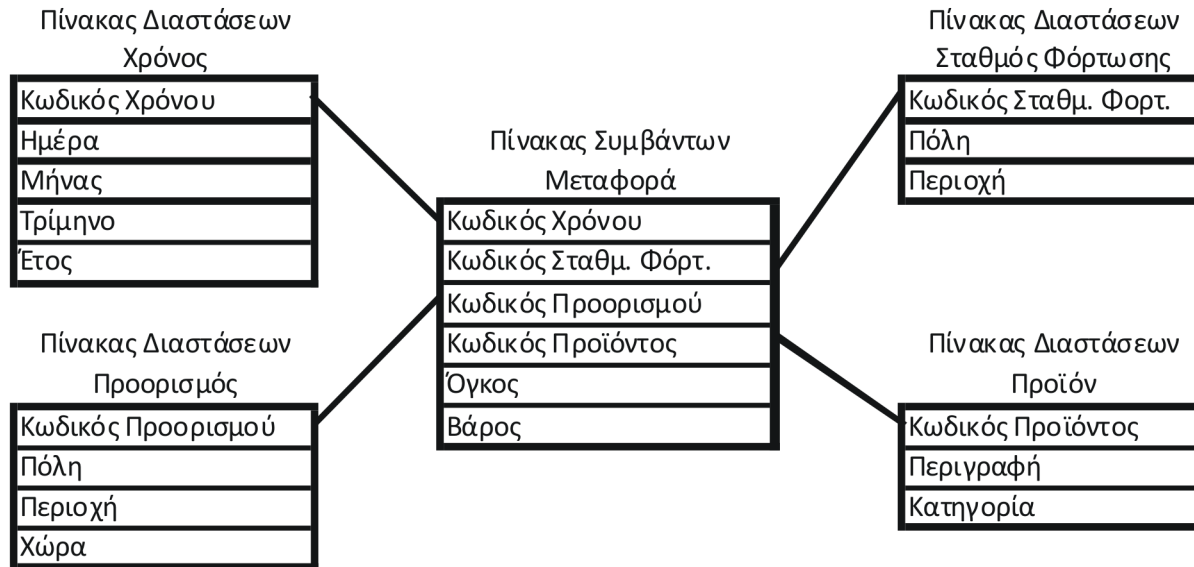 Πίνακας Διαστάσεων
Χρόνος
Κωδικός Χρόνου
Ημέρα
Μήνας
Τρίμηνο
Έτος
Πίνακας Διαστάσεων
Προορισμός
Κωδικός Προορισμού
Πόλη
Περιοχή
Χώρα
Πίνακας Συμβάντων
Μεταφορά
Κωδικός Χρόνου
Κωδικός Σταθμ. Φόρτ.
Κωδικός Προορισμού
Κωδικός Προϊόντος
Όγκος
Βάρος
Πίνακας Διαστάσεων
Σταθμός Φόρτωσης
Κωδικός Σταθμ. Φορτ.
Πόλη
Περιοχή
Πίνακας Διαστάσεων
Προϊόν
Κωδικός Προϊόντος
Περιγραφή
Κατηγορία